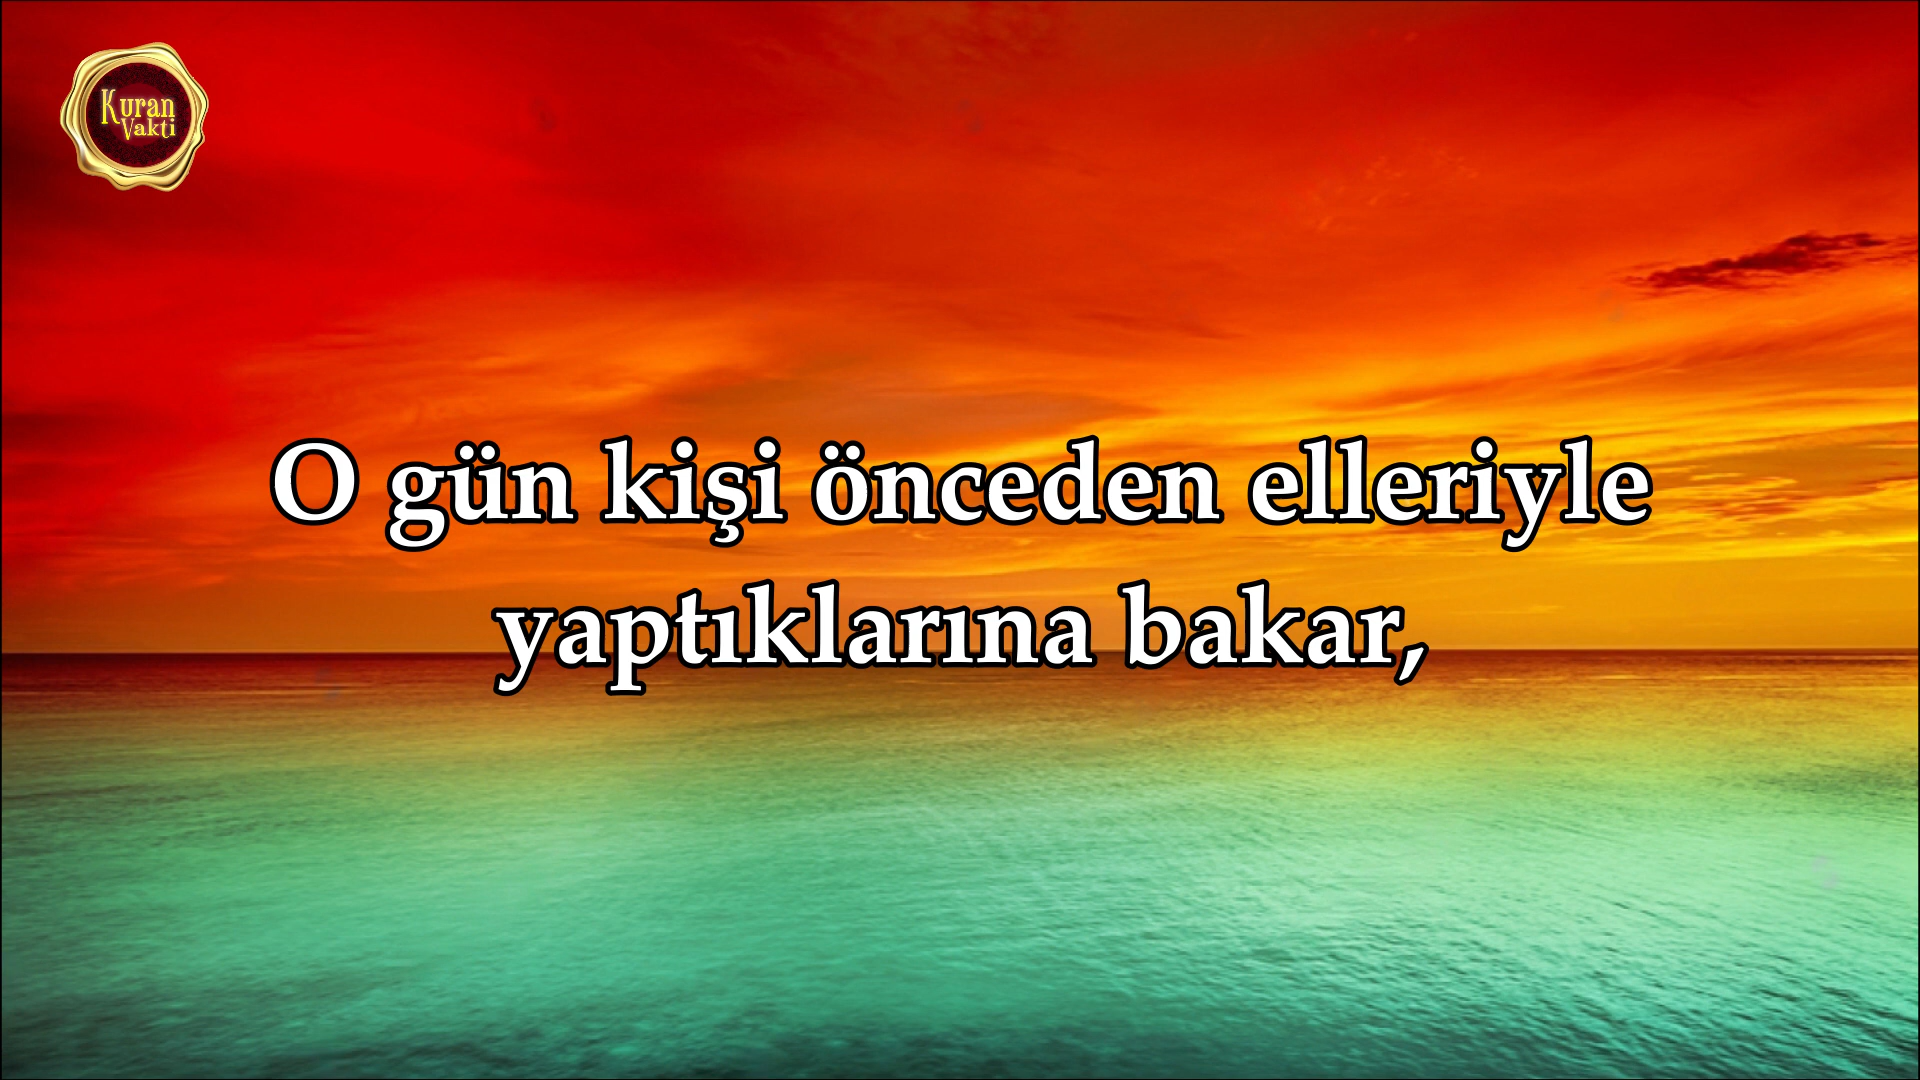 Kuran
Vakti
O gün kişi önceden elleriyle
yaptıklarına bakar,